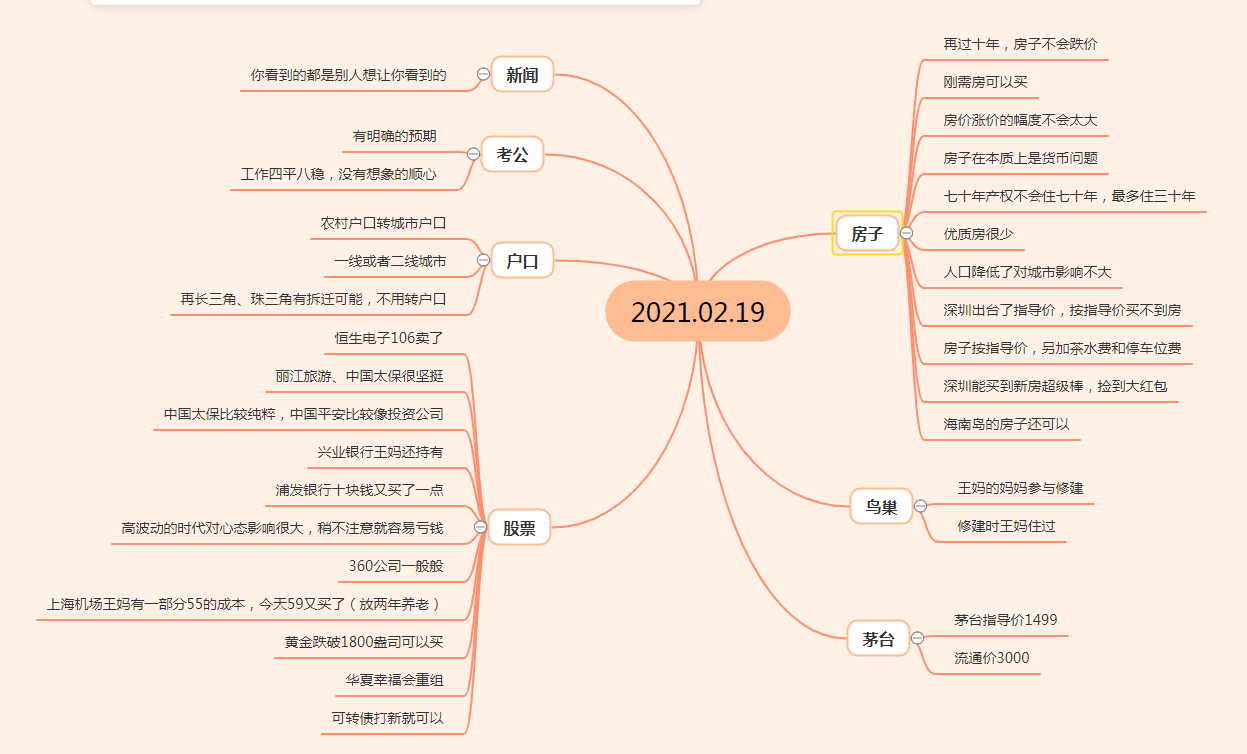 2021.02.19
房子
再过十年，房子不会跌价
刚需房可以买
房价涨价的幅度不会太大
房子在本质上是货币问题
七十年产权不会住七十年，最多住三十年
优质房很少
人口降低了对城市影响不大
深圳出台了指导价，按指导价买不到房
房子按指导价，另加茶水费和停车位费
深圳能买到新房超级棒，捡到大红包
海南岛的房子还可以
鸟巢
王妈的妈妈参与修建
修建时王妈住过
茅台
茅台指导价1499
流通价3000
新闻
你看到的都是别人想让你看到的
考公
有明确的预期
工作四平八稳，没有想象的顺心
户口
农村户口转城市户口
一线或者二线城市
再长三角、珠三角有拆迁可能，不用转户口
股票
恒生电子106卖了
丽江旅游、中国太保很坚挺
中国太保比较纯粹，中国平安比较像投资公司
兴业银行王妈还持有
浦发银行十块钱又买了一点
高波动的时代对心态影响很大，稍不注意就容易亏钱
360公司一般般
上海机场王妈有一部分55的成本，今天59又买了（放两年养老）
黄金跌破1800盎司可以买
华夏幸福会重组
可转债打新就可以